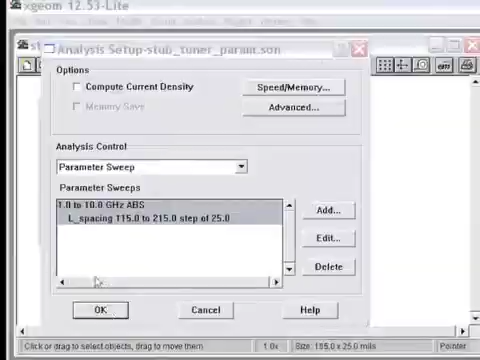 xgeom 12.53-Lite
Analysis Setup-stub_tuner_param.son
Options
Compute Current Density
Speed/Memory...
Memory Save
Advanced...
Analysis Control
Parameter Sweep
Parameter Sweeps
1.0 to 10.0 GHz ABS
L_spacing 115.0 to 215.0 step of 25.0
Add...
Edit...
Delete
OK
Cancel
Help
Click or drag to select objects, drag to move them
1.0x
Size: 185.0 x 25.0 mils
Pointer